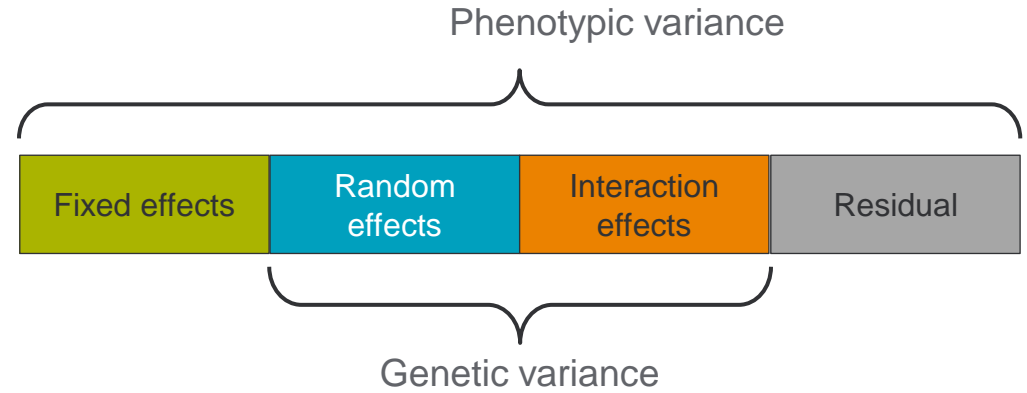 Phenotypic variance
Fixed effects
Random
effects
Interaction
effects
Residual
Genetic variance